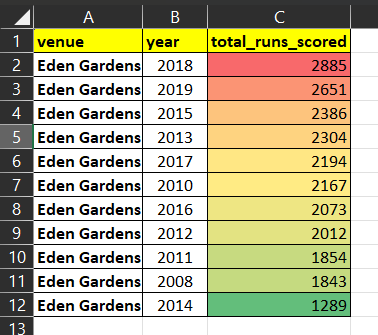 A B C
1 venue year total_runs_scored
2 Eden Gardens 2018 2885
3 Eden Gardens 2019 2651
4 Eden Gardens 2015 2386
5 Eden Gardens 2013 2304
6 Eden Gardens 2017 2194
7 Eden Gardens 2010 2167
8 Eden Gardens 2016 2073
9 Eden Gardens 2012 2012
10 Eden Gardens 2011 1854
11 Eden Gardens 2008 1843
12 Eden Gardens 2014 1289
13